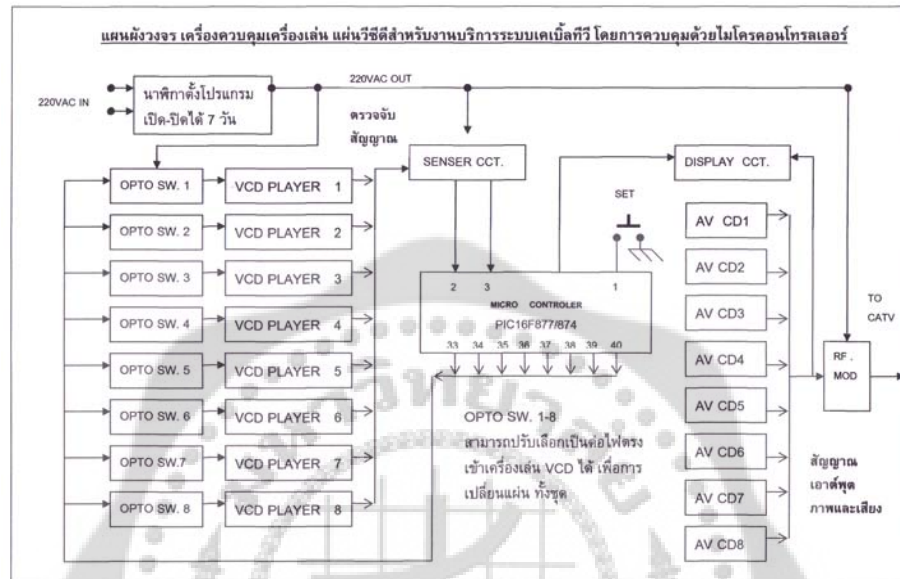 แผนผังวงจร เครื่องควบคุมเครื่องเล่น แผ่นวีซีดีสำหรับงานบริการระบบเคเบิ้ลทีวี โดยการควบคุมด้วยไมโครคอนโทรลเลอร์
220VAC IN
นาฬิกาตั้งโปรแกรม
เปิด-ปิดได้ 7 วัน
220VAC OUT
ตรวจจับ
สัญญาณ
SENSER CCT.
DISPLAY CCT.
SET
OPTO SW. 1
VCD PLAYER 1
OPTO SW. 2
VCD PLAYER 2
OPTO SW. 3
VCD PLAYER 3
OPTO SW. 4
VCD PLAYER 4
OPTO SW. 5
VCD PLAYER 5
OPTO SW. 6
VCD PLAYER 6
OPTO SW.7
VCD PLAYER 7
OPTO SW. 8
VCD PLAYER 8
2 3 1
MICRO CONTROLER
PIC16F877/874
33 34 35 36 37 38 39 40
OPTO SW. 1-8
สามารถปรับเลือกเป็นต่อไฟตรง
เข้าเครื่องเล่น VCD ได้ เพื่อการ
เปลี่ยนแผ่น ทั้งชุด
AV CD1
AV CD2
AV CD3
AV CD4
AV CD5
AV CD6
AV CD7
AV CD8
RF .
MOD
TO
CATV
สัญญาณ
เอาต์พุต
ภาพและเสียง